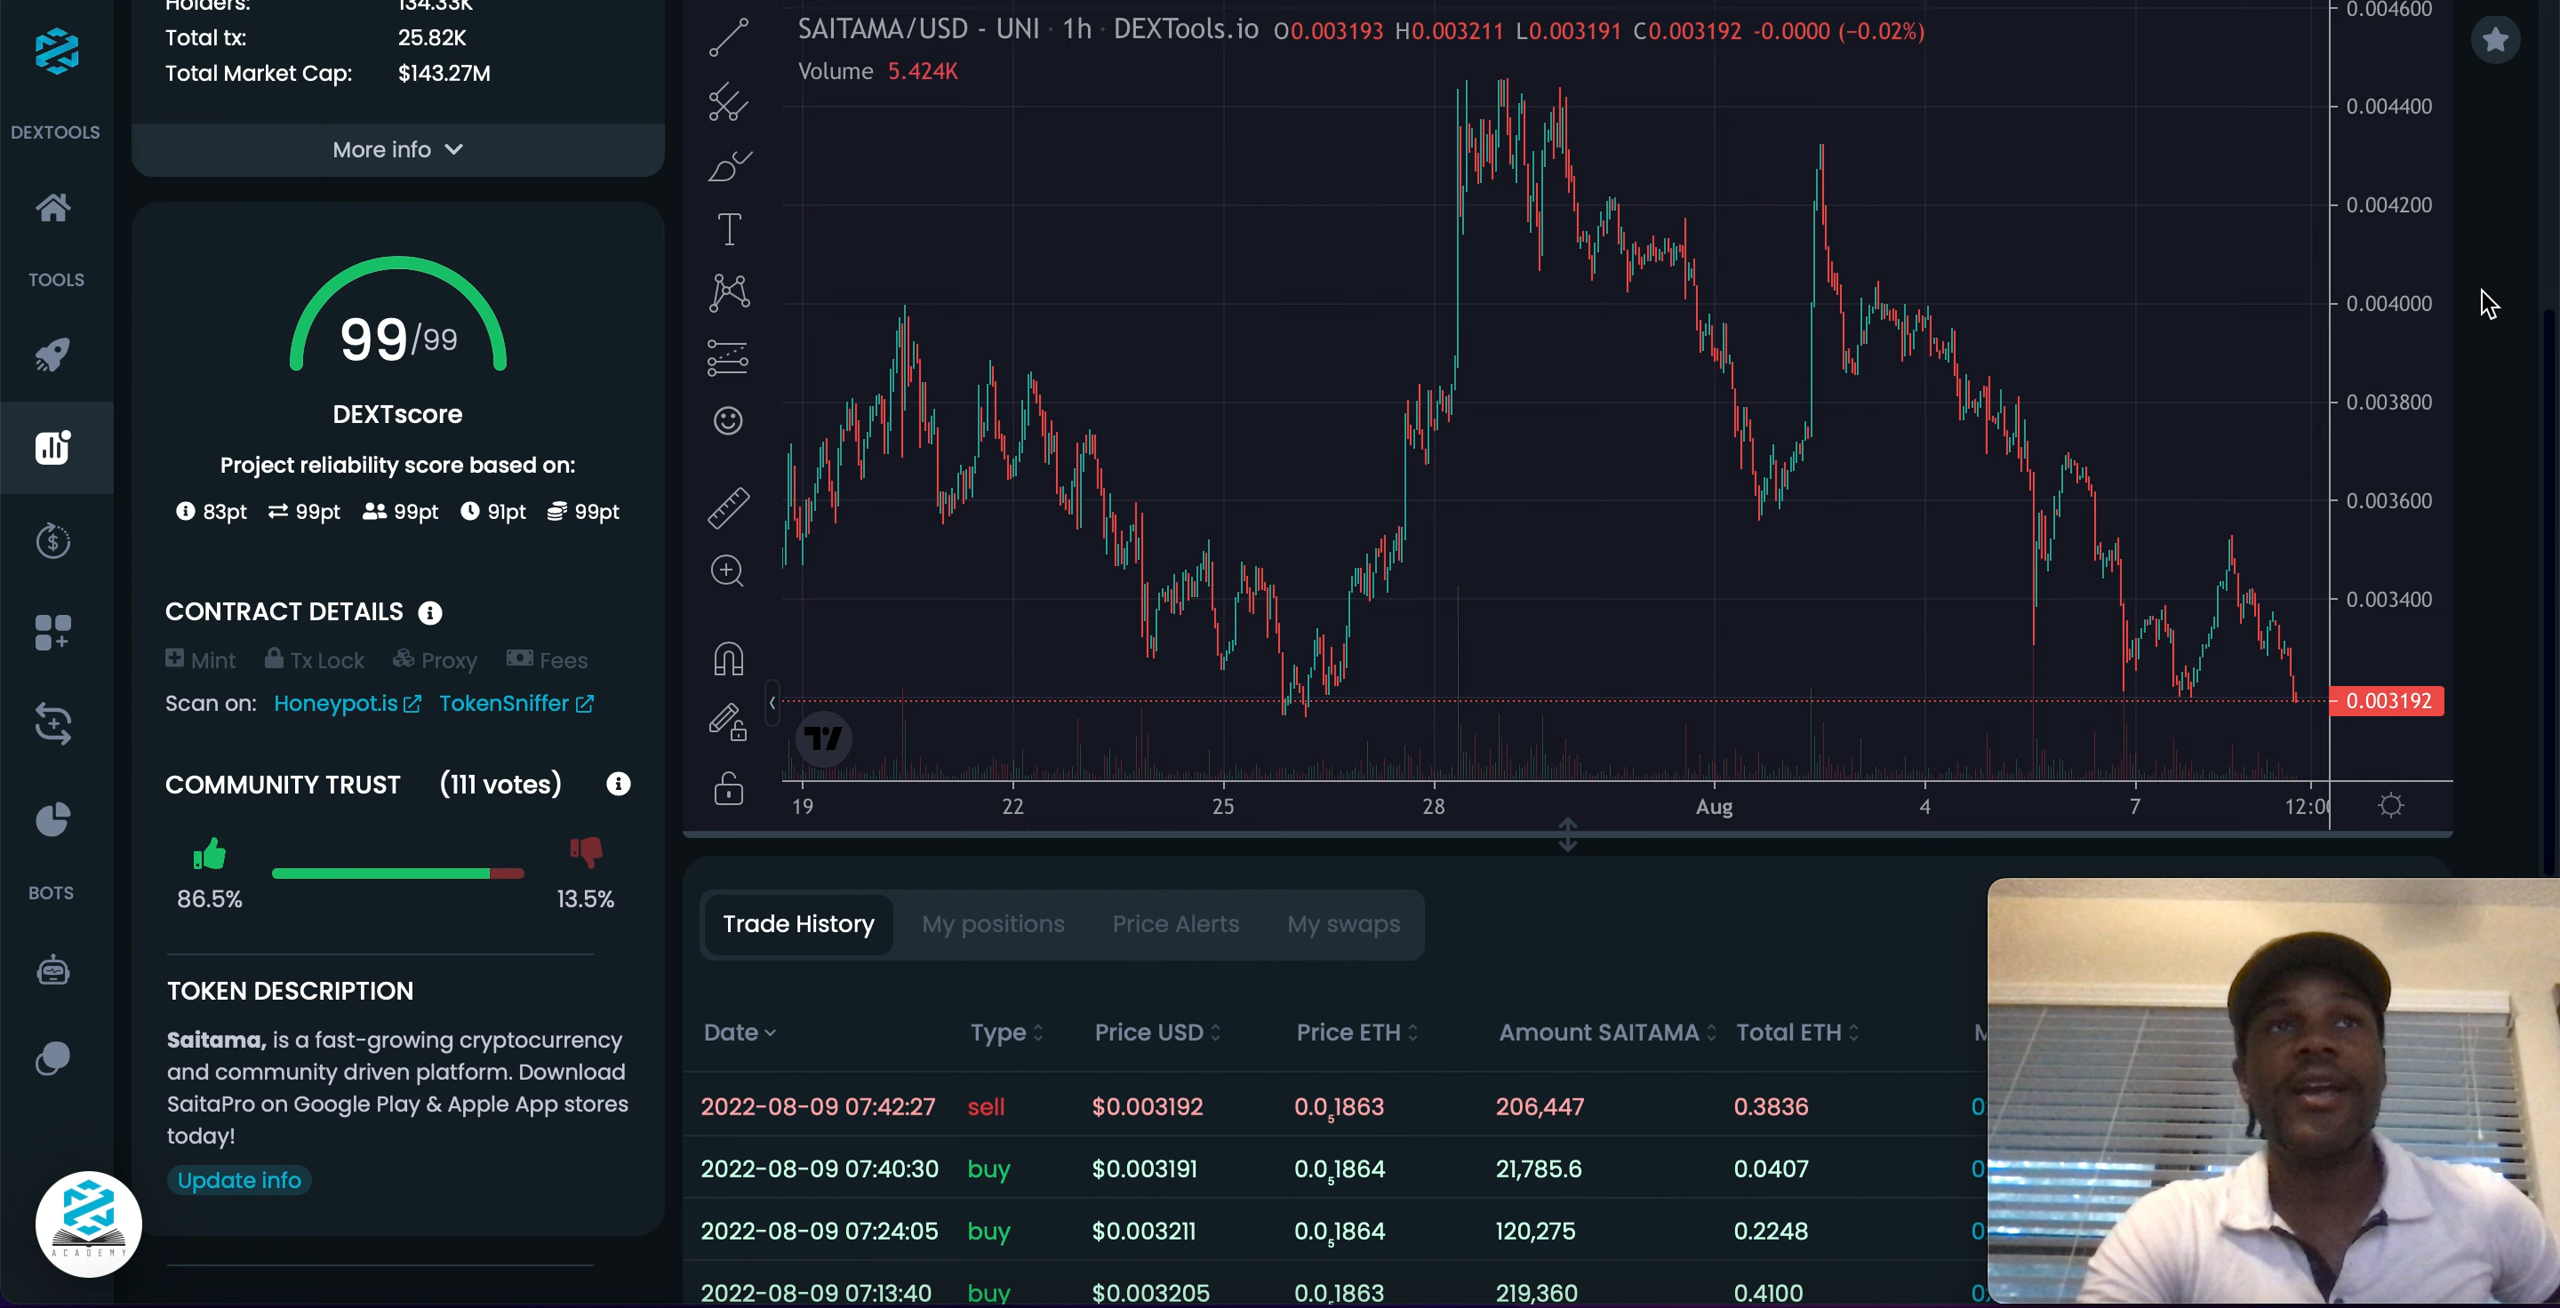 Holders: 134.33K
Total tx: 25.82K
Total Market Cap: $143.27M
More info
DEXTOOLS
TOOLS
BOTS
99/99
DEXTscore
Project reliability score based on:
83pt 99pt 99pt 91pt 99pt
CONTRACT DETAILS
Mint Tx Lock Proxy Fees
Scan on: Honeypot.is TokenSniffer
COMMUNITY TRUST (111 votes)
86.5% 13.5%
TOKEN DESCRIPTION
Saitama, is a fast-growing cryptocurrency
and community driven platform. Download
SaitaPro on Google Play & Apple App stores
today!
Update info
ACADEMY
SAITAMA/USD - UNI · 1h · DEXTools.io O0.003193 H0.003211 L0.003191 C0.003192 -0.0000 (−0.02%)
Volume 5.424K
0.004600
0.004400
0.004200
0.004000
0.003800
0.003600
0.003400
0.003192
19 22 25 28 Aug 4 7 12:00
Trade History My positions Price Alerts My swaps
Date Type Price USD Price ETH Amount SAITAMA Total ETH
2022-08-09 07:42:27 sell $0.003192 0.0₅1863 206,447 0.3836
2022-08-09 07:40:30 buy $0.003191 0.0₅1864 21,785.6 0.0407
2022-08-09 07:24:05 buy $0.003211 0.0₅1864 120,275 0.2248
2022-08-09 07:13:40 buy $0.003205 0.0₅1863 219,360 0.4100